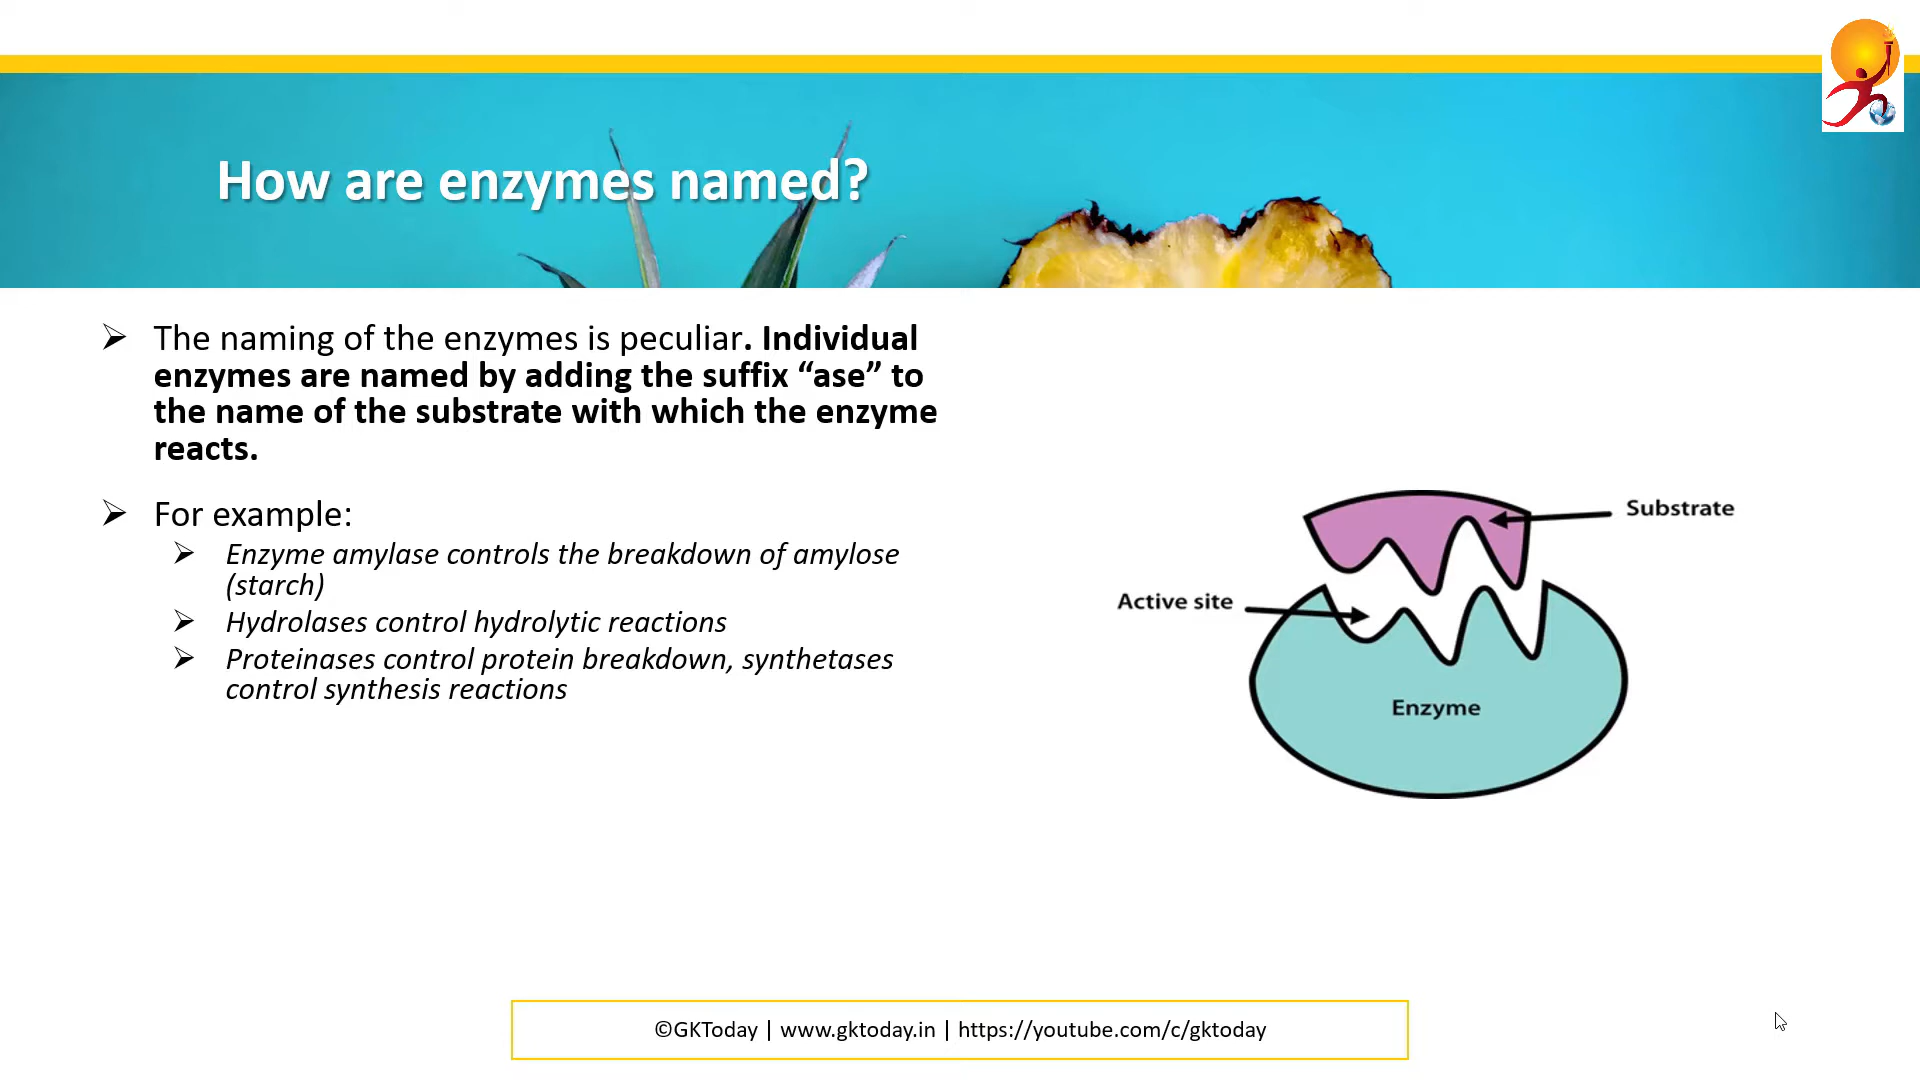 How are enzymes named?
➢ The naming of the enzymes is peculiar. Individual
enzymes are named by adding the suffix “ase” to
the name of the substrate with which the enzyme
reacts.
➢ For example:
➢ Enzyme amylase controls the breakdown of amylose
(starch)
➢ Hydrolases control hydrolytic reactions
➢ Proteinases control protein breakdown, synthetases
control synthesis reactions
Substrate
Active site
Enzyme
©GKToday | www.gktoday.in | https://youtube.com/c/gktoday